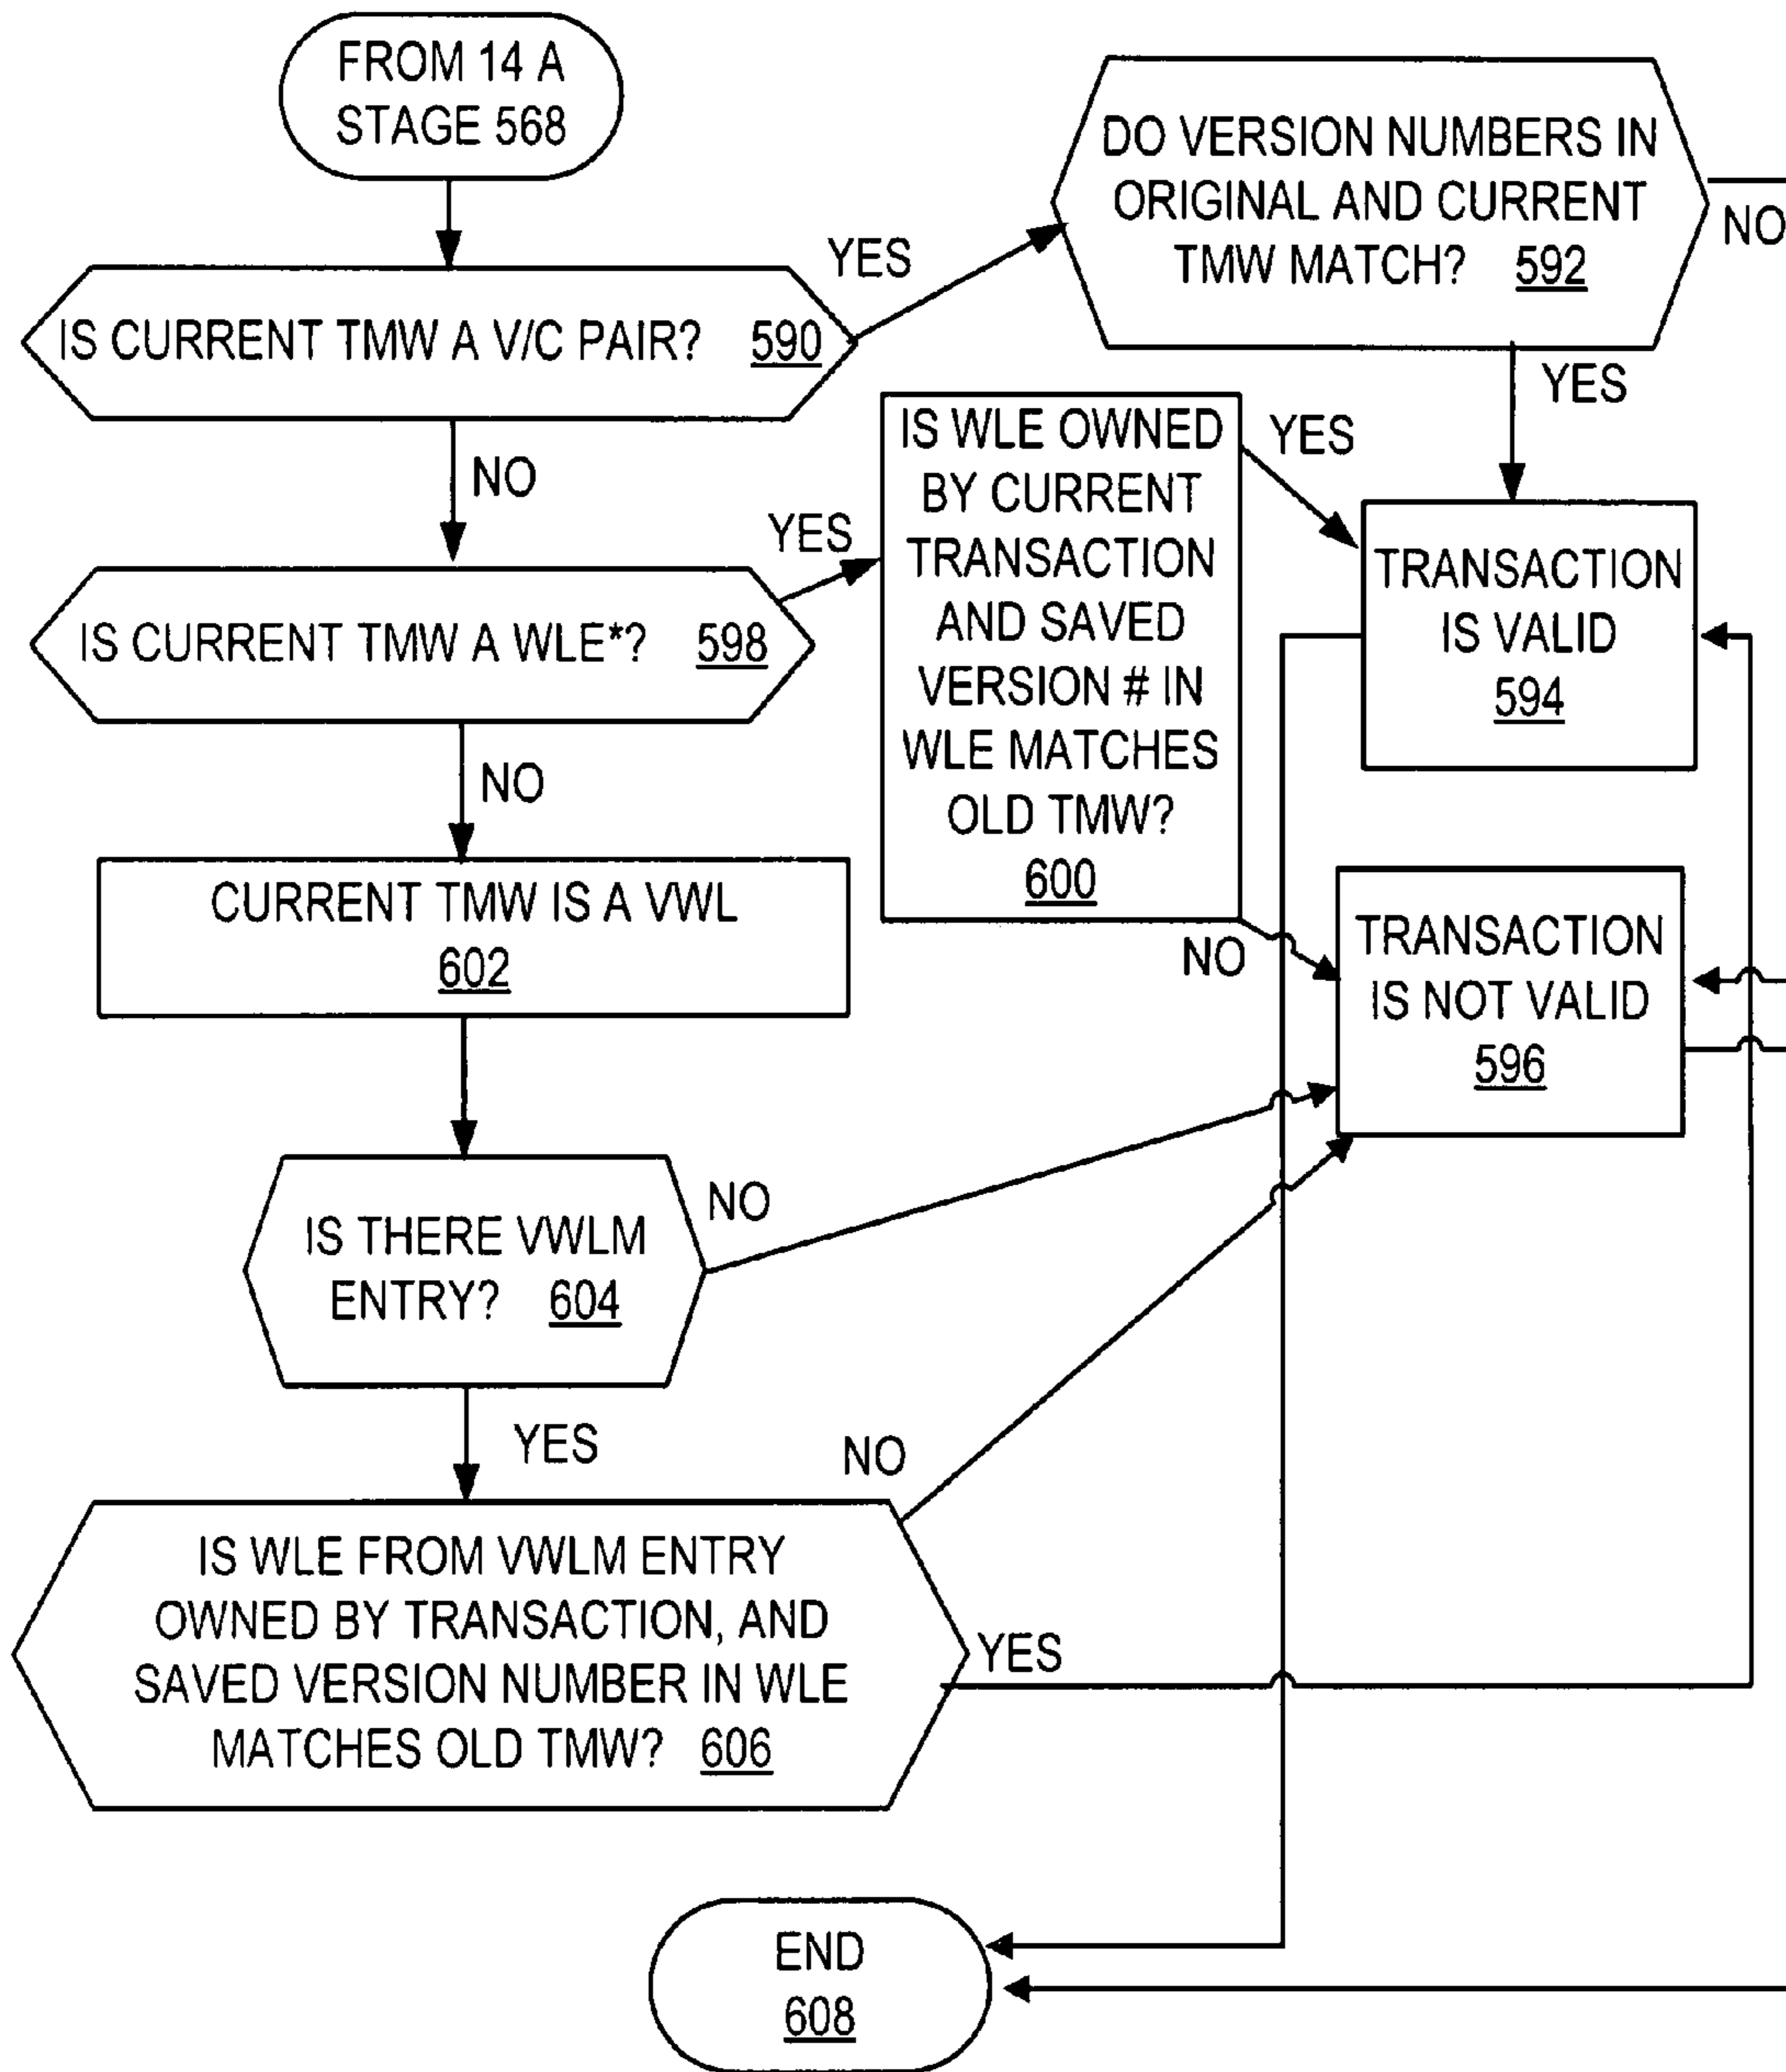 FROM 14 A
STAGE 568
DO VERSION NUMBERS IN
ORIGINAL AND CURRENT
TMW MATCH? 592
NO
YES
IS CURRENT TMW A V/C PAIR? 590
YES
NO
IS WLE OWNED
BY CURRENT
TRANSACTION
AND SAVED
VERSION # IN
WLE MATCHES
OLD TMW?
600
YES
NO
YES
IS CURRENT TMW A WLE*? 598
NO
TRANSACTION
IS VALID
594
CURRENT TMW IS A VWL
602
TRANSACTION
IS NOT VALID
596
IS THERE VWLM
ENTRY? 604
NO
YES
NO
IS WLE FROM VWLM ENTRY
OWNED BY TRANSACTION, AND
SAVED VERSION NUMBER IN WLE
MATCHES OLD TMW? 606
YES
END
608